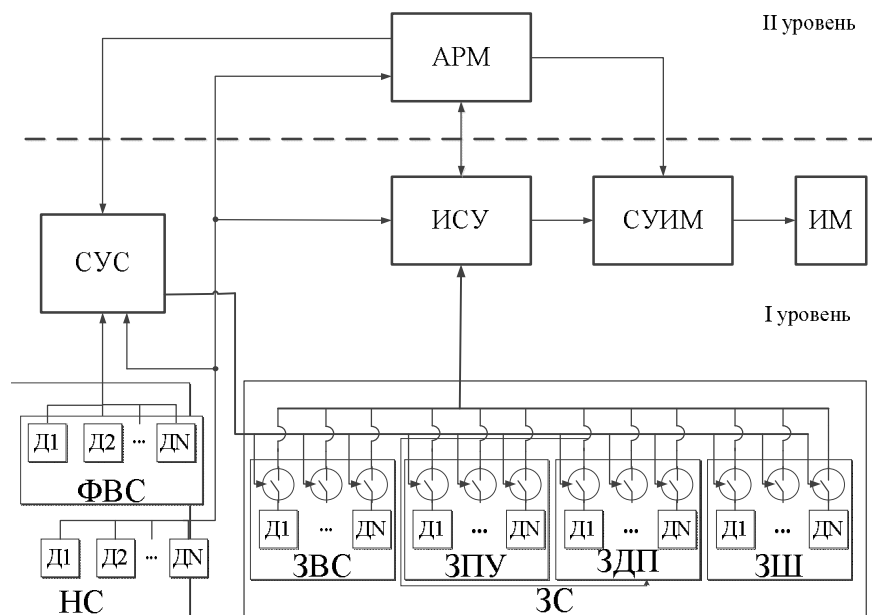 II уровень
АРМ
ИСУ
СУИМ
ИМ
СУС
I уровень
Д1 Д2 ... ДN
ФВС
Д1 Д2 ... ДN
НС
Д1 ... ДN
ЗВС
Д1 ... ДN
ЗПУ
Д1 ... ДN
ЗДП
Д1 ... ДN
ЗШ
ЗС